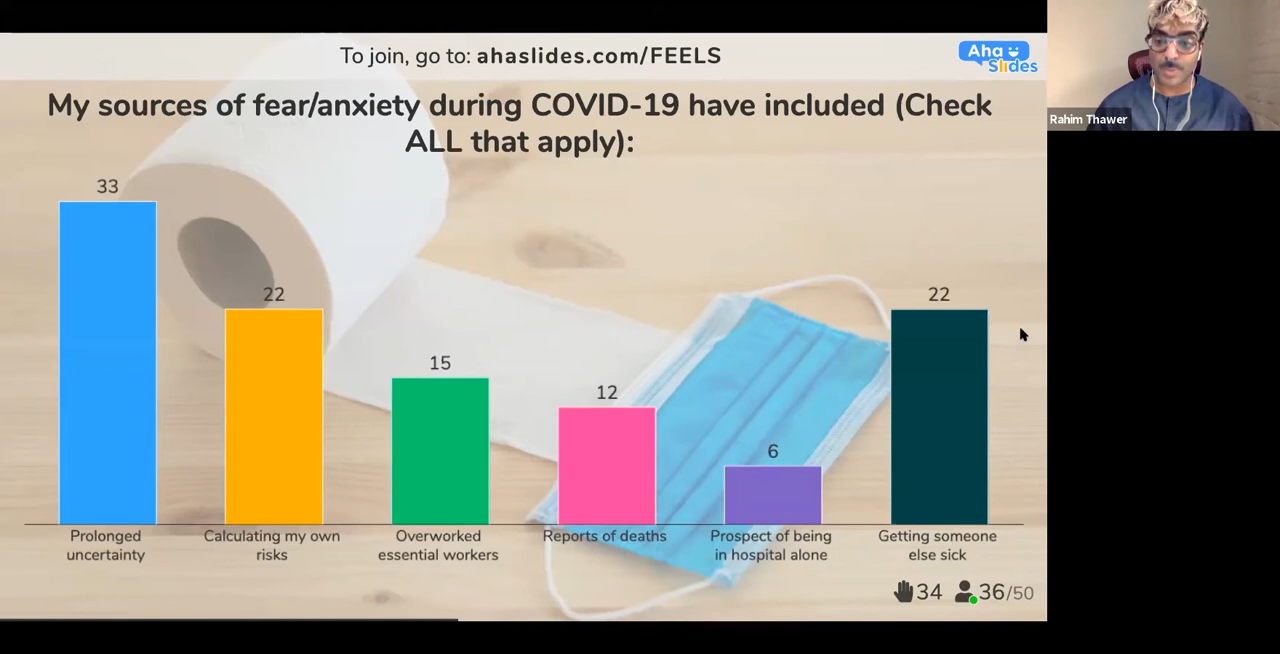 To join, go to: ahaslides.com/FEELS
Aha
Slides
My sources of fear/anxiety during COVID-19 have included (Check
ALL that apply):
Rahim Thawer
33
22
15
12
6
22
Prolonged
uncertainty
Calculating my own
risks
Overworked
essential workers
Reports of deaths
Prospect of being
in hospital alone
Getting someone
else sick
34 36/50